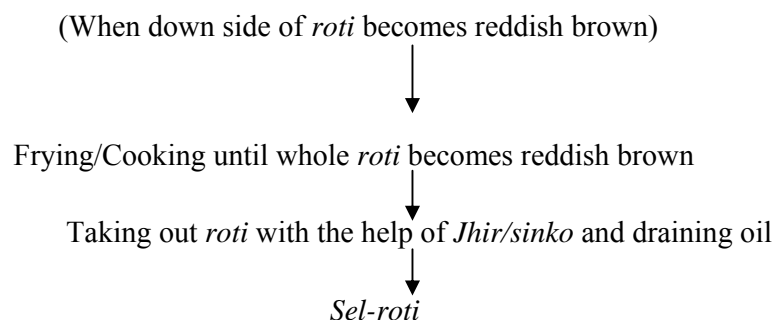 (When down side of roti becomes reddish brown)
Frying/Cooking until whole roti becomes reddish brown
Taking out roti with the help of Jhir/sinko and draining oil
Sel-roti